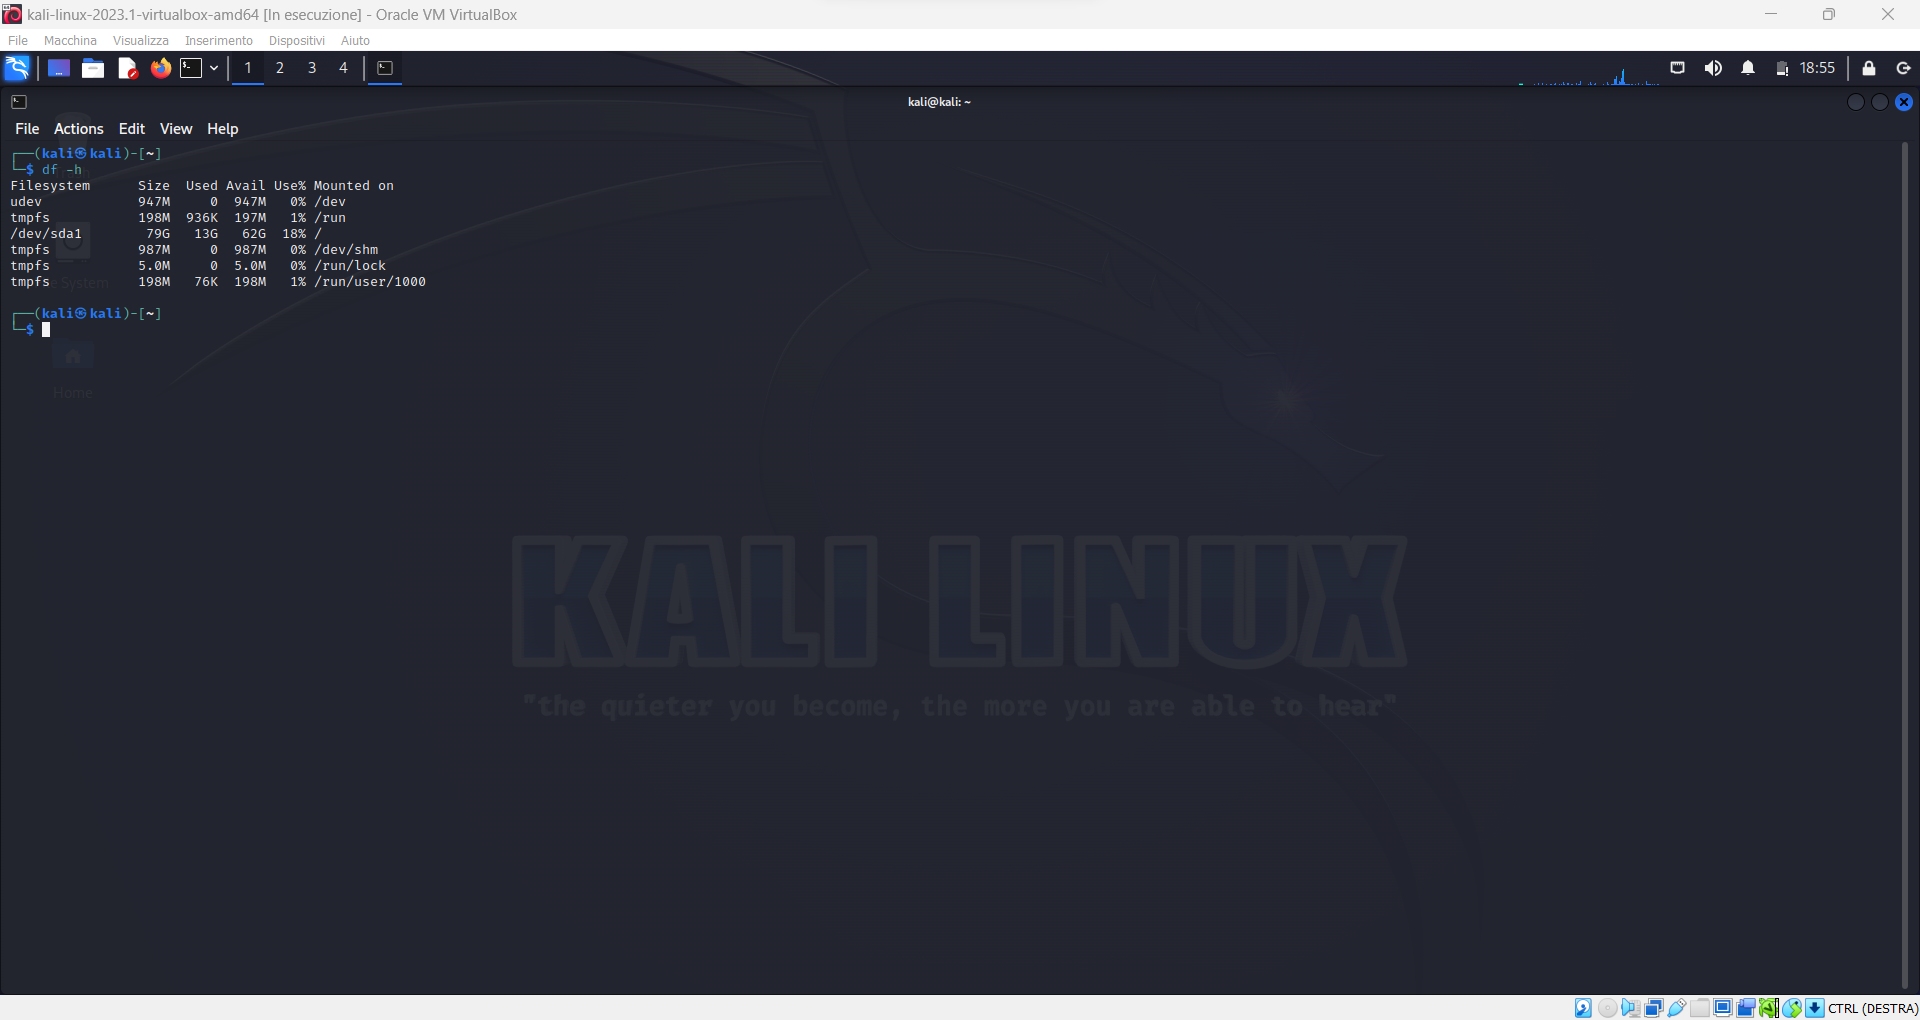 kali-linux-2023.1-virtualbox-amd64 [In esecuzione] - Oracle VM VirtualBox
File Macchina Visualizza Inserimento Dispositivi Aiuto
1 2 3 4 18:55
kali@kali: ~
File Actions Edit View Help
┌──(kali㉿kali)-[~]
└─$ df -h
Filesystem      Size  Used Avail Use% Mounted on
udev            947M     0  947M   0% /dev
tmpfs           198M  936K  197M   1% /run
/dev/sda1        79G   13G   62G  18% /
tmpfs           987M     0  987M   0% /dev/shm
tmpfs           5.0M     0  5.0M   0% /run/lock
tmpfs           198M   76K  198M   1% /run/user/1000
System
┌──(kali㉿kali)-[~]
└─$
Home
KALI LINUX
"the quieter you become, the more you are able to hear"
CTRL (DESTRA)